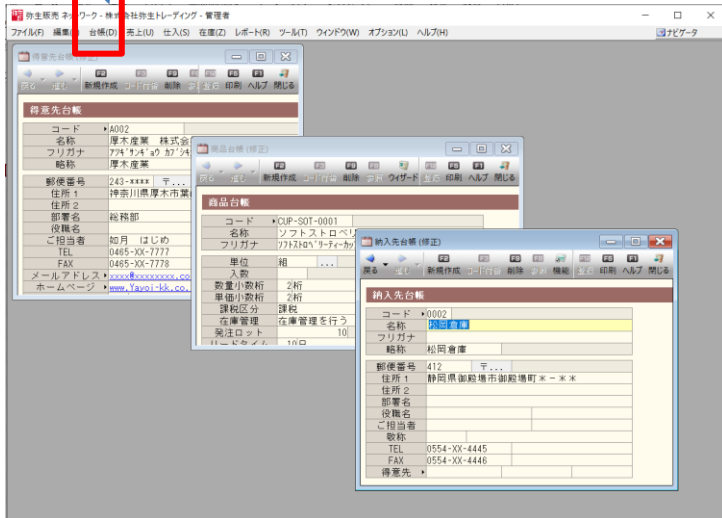 弥生販売 ネットワーク - 株式会社弥生トレーディング - 管理者
ファイル(F) 編集( 台帳(D) 売上(U) 仕入(S) 在庫(Z) レポート(R) ツール(T) ウィンドウ(W) オプション(L) ヘルプ(H) ナビゲータ
得意先台帳 (修正)
戻る 進む 新規作成 コード付番 削除 登録 印刷 ヘルプ 閉じる
得意先台帳
コード A002
名称 厚木産業 株式会
フリガナ アツギサンギョウ カブシキ
略称 厚木産業
郵便番号 243-**** 〒...
住所1 神奈川県厚木市葉
住所2
部署名 総務部
役職名
ご担当者 如月 はじめ
TEL 0465-XX-7777
FAX 0465-XX-7778
メールアドレス xxxx@xxxxxxxx.co
ホームページ www.Yayoi-kk.co.
商品台帳 (修正)
戻る 進む 新規作成 コード付番 削除 参照 ウィザード 登録 印刷 ヘルプ 閉じる
商品台帳
コード CUP-SOT-0001
名称 ソフトストロベリ
フリガナ ソフトストロベリーティーカッ
単位 組 ...
入数
数量小数桁 2桁
単価小数桁 2桁
課税区分 課税
在庫管理 在庫管理を行う
発注ロット 10
リードタイム 10日
納入先台帳 (修正)
戻る 進む 新規作成 コード付番 削除 参照 機能 登録 印刷 ヘルプ 閉じる
納入先台帳
コード 0002
名称 松岡倉庫
フリガナ
略称 松岡倉庫
郵便番号 412 〒...
住所1 静岡県御殿場市御殿場町*-**
住所2
部署名
役職名
ご担当者
敬称
TEL 0554-XX-4445
FAX 0554-XX-4446
得意先